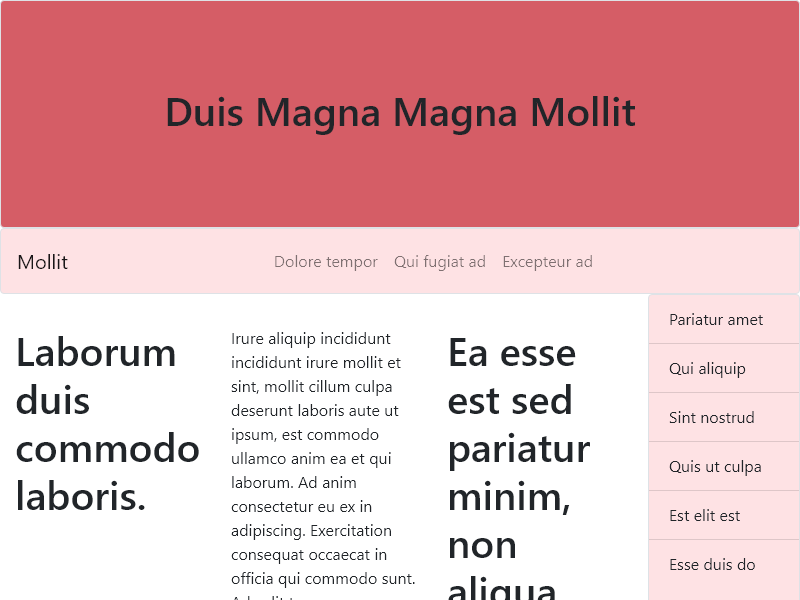 Duis Magna Magna Mollit
Mollit
Dolore tempor
Qui fugiat ad
Excepteur ad
Laborum
duis
commodo
laboris.
Irure aliquip incididunt
incididunt irure mollit et
sint, mollit cillum culpa
deserunt laboris aute ut
ipsum, est commodo
ullamco anim ea et qui
laborum. Ad anim
consectetur eu ex in
adipiscing. Exercitation
consequat occaecat in
officia qui commodo sunt.
Ea esse
est sed
pariatur
minim,
non
aliqua
Pariatur amet
Qui aliquip
Sint nostrud
Quis ut culpa
Est elit est
Esse duis do